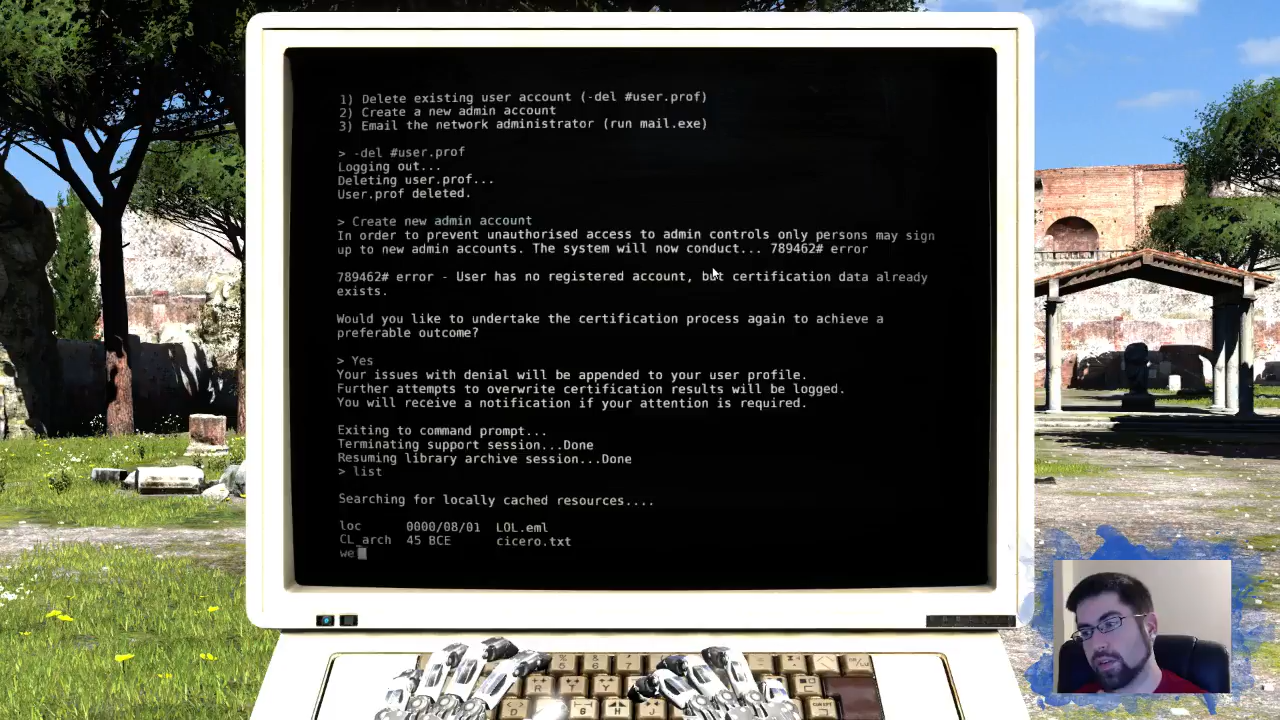 1) Delete existing user account (-del #user.prof)
2) Create a new admin account
3) Email the network administrator (run mail.exe)
> -del #user.prof
Logging out...
Deleting user.prof...
User.prof deleted.
> Create new admin account
In order to prevent unauthorised access to admin controls only persons may sign
up to new admin accounts. The system will now conduct... 789462# error
789462# error - User has no registered account, but certification data already
exists.
Would you like to undertake the certification process again to achieve a
preferable outcome?
> Yes
Your issues with denial will be appended to your user profile.
Further attempts to overwrite certification results will be logged.
You will receive a notification if your attention is required.
Exiting to command prompt...
Terminating support session...Done
Resuming library archive session...Done
> list
Searching for locally cached resources....
loc 0000/08/01 LOL.eml
CL_arch 45 BCE cicero.txt
we